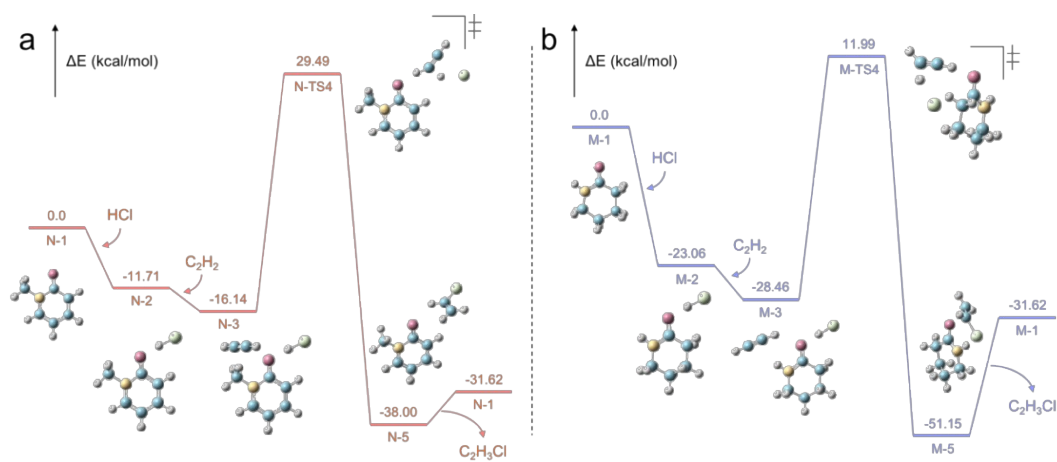 a
ΔE (kcal/mol)
0.0
N-1
HCl
-11.71
N-2
C₂H₂
-16.14
N-3
29.49
N-TS4
‡
-38.00
N-5
C₂H₃Cl
-31.62
N-1
b
ΔE (kcal/mol)
0.0
M-1
HCl
-23.06
M-2
C₂H₂
-28.46
M-3
11.99
M-TS4
‡
-51.15
M-5
C₂H₃Cl
-31.62
M-1